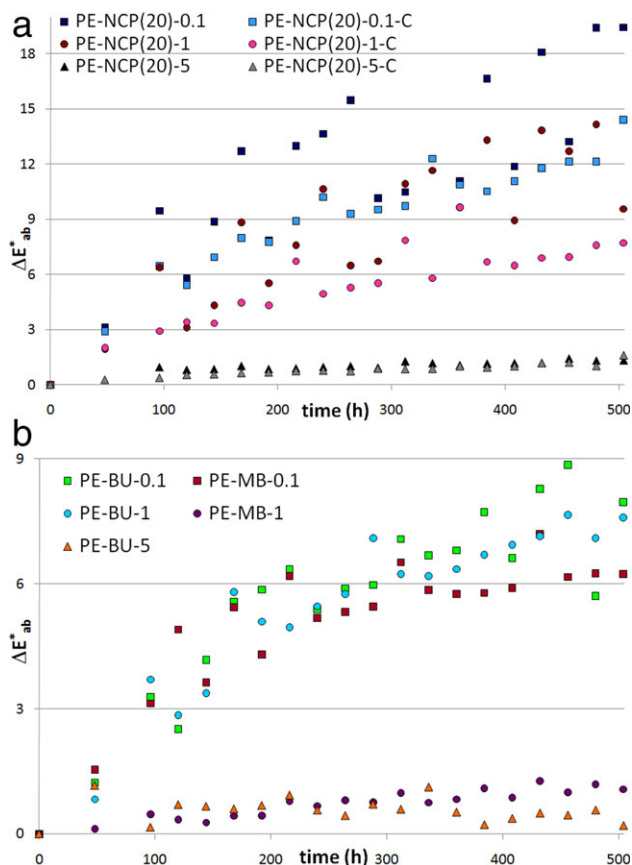 a
PE-NCP(20)-0.1 PE-NCP(20)-0.1-C
PE-NCP(20)-1 PE-NCP(20)-1-C
PE-NCP(20)-5 PE-NCP(20)-5-C
18
15
12
9
6
3
0
ΔE*ab
0 100 200 300 400 500
time (h)
b
9
PE-BU-0.1 PE-MB-0.1
PE-BU-1 PE-MB-1
PE-BU-5
6
3
0
ΔE*ab
0 100 200 300 400 500
time (h)